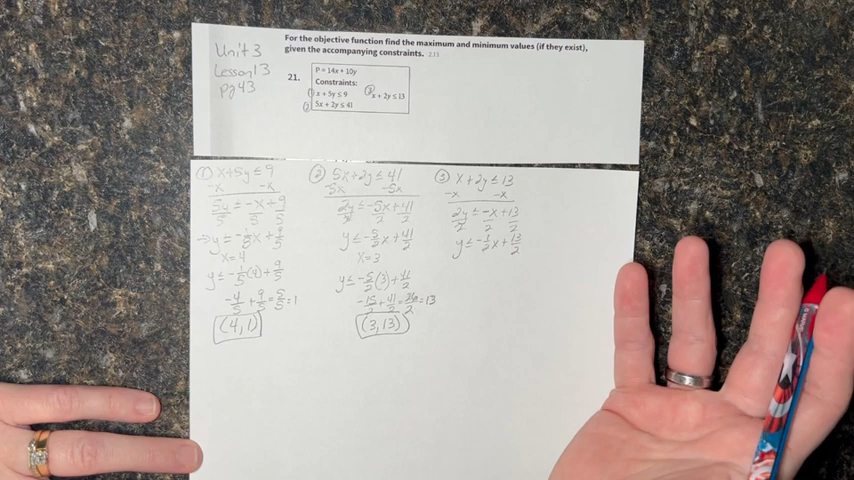 Unit 3
Lesson 13
pg 43
For the objective function find the maximum and minimum values (if they exist),
given the accompanying constraints. 2.13
21.
P = 14x + 10y
Constraints:
① x + 5y ≤ 9
③ x + 2y ≤ 13
② 5x + 2y ≤ 41
① x+5y ≤ 9
-x -x
5y/5 ≤ -x/5 + 9/5
→ y ≤ -1/5x + 9/5
x=4
y ≤ -1/5(4) + 9/5
-4/5 + 9/5 = 5/5 = 1
(4,1)
② 5x+2y ≤ 41
-5x -5x
2y/2 ≤ -5x/2 + 41/2
y ≤ -5/2x + 41/2
x=3
y ≤ -5/2(3) + 41/2
-15/2 + 41/2 = 26/2 = 13
(3,13)
③ x+2y ≤ 13
-x -x
2y/2 ≤ -x/2 + 13/2
y ≤ -1/2x + 13/2